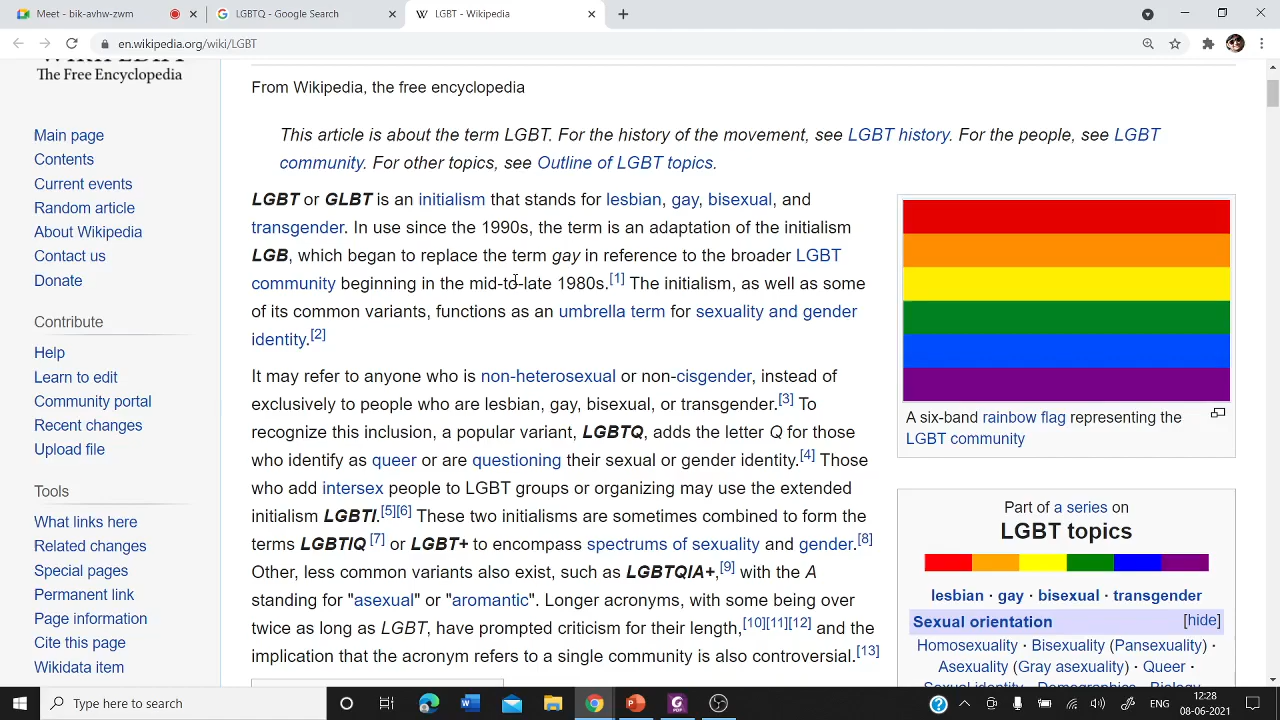 Meet - bik-avhw-zwm
LGBTQ - Google Search
LGBT - Wikipedia
en.wikipedia.org/wiki/LGBT
The Free Encyclopedia
Main page
Contents
Current events
Random article
About Wikipedia
Contact us
Donate
Contribute
Help
Learn to edit
Community portal
Recent changes
Upload file
Tools
What links here
Related changes
Special pages
Permanent link
Page information
Cite this page
Wikidata item
From Wikipedia, the free encyclopedia
This article is about the term LGBT. For the history of the movement, see LGBT history. For the people, see LGBT
community. For other topics, see Outline of LGBT topics.
LGBT or GLBT is an initialism that stands for lesbian, gay, bisexual, and
transgender. In use since the 1990s, the term is an adaptation of the initialism
LGB, which began to replace the term gay in reference to the broader LGBT
community beginning in the mid-to-late 1980s.[1] The initialism, as well as some
of its common variants, functions as an umbrella term for sexuality and gender
identity.[2]
It may refer to anyone who is non-heterosexual or non-cisgender, instead of
exclusively to people who are lesbian, gay, bisexual, or transgender.[3] To
recognize this inclusion, a popular variant, LGBTQ, adds the letter Q for those
who identify as queer or are questioning their sexual or gender identity.[4] Those
who add intersex people to LGBT groups or organizing may use the extended
initialism LGBTI.[5][6] These two initialisms are sometimes combined to form the
terms LGBTIQ [7] or LGBT+ to encompass spectrums of sexuality and gender.[8]
Other, less common variants also exist, such as LGBTQIA+,[9] with the A
standing for "asexual" or "aromantic". Longer acronyms, with some being over
twice as long as LGBT, have prompted criticism for their length,[10][11][12] and the
implication that the acronym refers to a single community is also controversial.[13]
A six-band rainbow flag representing the
LGBT community
Part of a series on
LGBT topics
lesbian · gay · bisexual · transgender
Sexual orientation [hide]
Homosexuality · Bisexuality (Pansexuality) ·
Asexuality (Gray asexuality) · Queer ·
Type here to search
ENG
12:28
08-06-2021